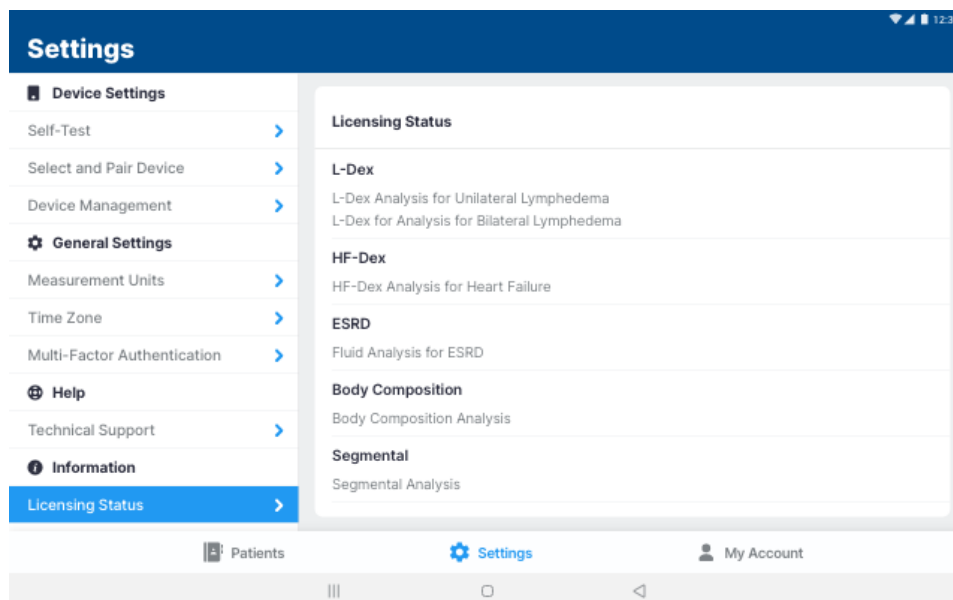 12:3
Settings
Device Settings
Self-Test
Select and Pair Device
Device Management
General Settings
Measurement Units
Time Zone
Multi-Factor Authentication
Help
Technical Support
Information
Licensing Status
Licensing Status
L-Dex
L-Dex Analysis for Unilateral Lymphedema
L-Dex for Analysis for Bilateral Lymphedema
HF-Dex
HF-Dex Analysis for Heart Failure
ESRD
Fluid Analysis for ESRD
Body Composition
Body Composition Analysis
Segmental
Segmental Analysis
Patients
Settings
My Account